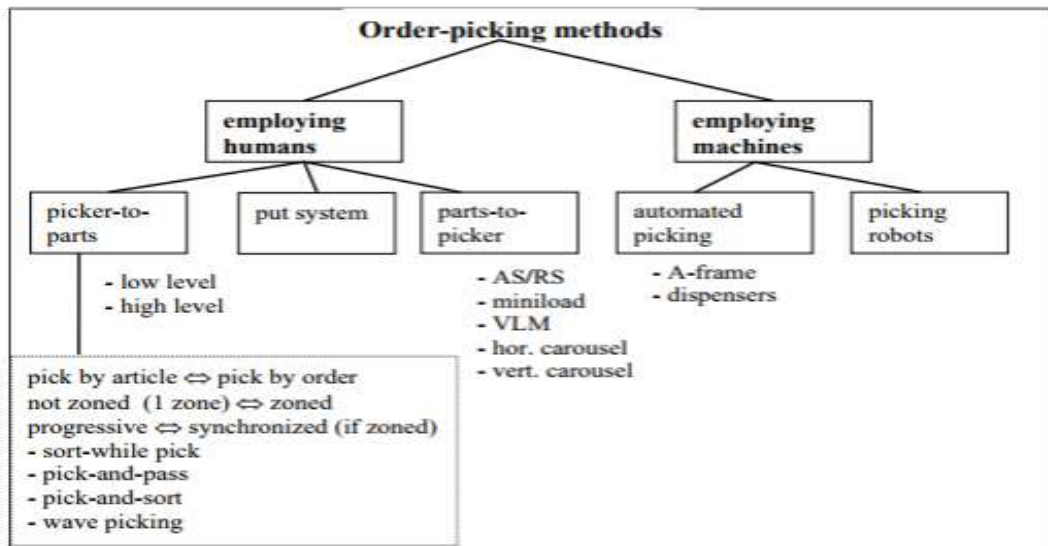 Order-picking methods
employing
humans
employing
machines
picker-to-
parts
put system
parts-to-
picker
automated
picking
picking
robots
- low level
- high level
- AS/RS
- miniload
- VLM
- hor. carousel
- vert. carousel
- A-frame
- dispensers
pick by article ⇔ pick by order
not zoned (1 zone) ⇔ zoned
progressive ⇔ synchronized (if zoned)
- sort-while pick
- pick-and-pass
- pick-and-sort
- wave picking